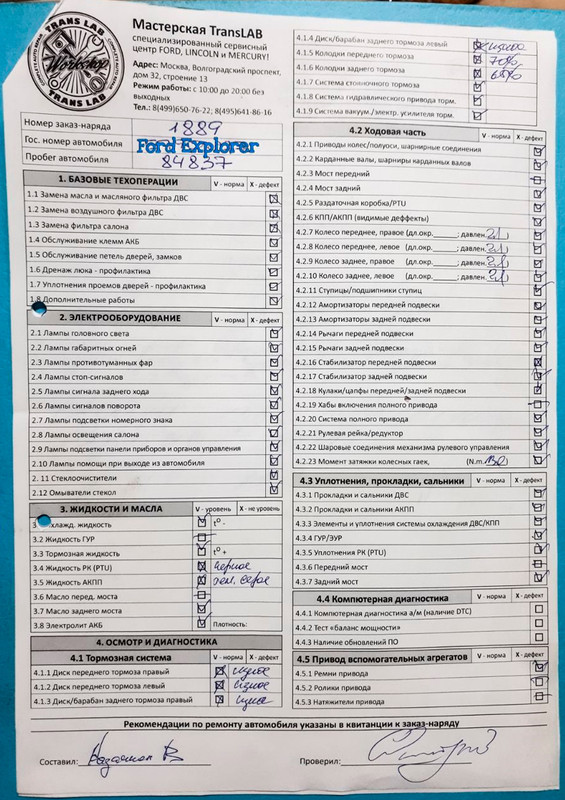 TRANS LAB
Workshop
TRANS LAB
Мастерская TransLAB
специализированный сервисный
центр FORD, LINCOLN и MERCURY!
Адрес: Москва, Волгоградский проспект,
дом 32, строение 13
Режим работы: с 10:00 до 20:00 без
выходных
Тел.: 8(499)650-76-22; 8(495)641-86-16
Номер заказ-наряда 1889
Гос. номер автомобиля Ford Explorer
Пробег автомобиля 84837
1. БАЗОВЫЕ ТЕХОПЕРАЦИИ V - норма X - дефект
1.1 Замена масла и масляного фильтра ДВС
1.2 Замена воздушного фильтра ДВС
1.3 Замена фильтра салона
1.4 Обслуживание клемм АКБ
1.5 Обслуживание петель дверей, замков
1.6 Дренаж люка - профилактика
1.7 Уплотнения проемов дверей - профилактика
1.8 Дополнительные работы
2. ЭЛЕКТРООБОРУДОВАНИЕ V - норма X - дефект
2.1 Лампы головного света
2.2 Лампы габаритных огней
2.3 Лампы противотуманных фар
2.4 Лампы стоп-сигналов
2.5 Лампы сигнала заднего хода
2.6 Лампы сигналов поворота
2.7 Лампы подсветки номерного знака
2.8 Лампы освещения салона
2.9 Лампы подсветки панели приборов и органов управления
2.10 Лампы помощи при выходе из автомобиля
2. 11 Стеклоочистители
2.12 Омыватели стекол
3. ЖИДКОСТИ И МАСЛА V - уровень X - не уровень
3 хлажд. жидкость t° -
3.2 Жидкость ГУР
3.3 Тормозная жидкость t° +
3.4 Жидкость РК (PTU) черное
3.5 Жидкость АКПП тем. серое
3.6 Масло перед. моста
3.7 Масло заднего моста
3.8 Электролит АКБ Плотность:
4. ОСМОТР И ДИАГНОСТИКА
4.1 Тормозная система V - норма X - дефект
4.1.1 Диск переднего тормоза правый износ
4.1.2 Диск переднего тормоза левый износ
4.1.3 Диск/барабан заднего тормоза правый износ
4.1.4 Диск/барабан заднего тормоза левый износ
4.1.5 Колодки переднего тормоза 70%
4.1.6 Колодки заднего тормоза
4.1.7 Система стояночного тормоза
4.1.8 Система гидравлического привода торм.
4.1.9 Система вакуум./электр. усилителя торм.
4.2 Ходовая часть V - норма X - дефект
4.2.1 Приводы колес/полуоси, шарнирные соединения
4.2.2 Карданные валы, шарниры карданных валов
4.2.3 Мост передний
4.2.4 Мост задний
4.2.5 Раздаточная коробка/PTU
4.2.6 КПП/АКПП (видимые деффекты)
4.2.7 Колесо переднее, правое (дл.окр.____; давлен. 2.1)
4.2.8 Колесо переднее, левое (дл.окр.____; давлен. 2.1)
4.2.9 Колесо заднее, правое (дл.окр.____; давлен. 2.1)
4.2.10 Колесо заднее, левое (дл.окр.____; давлен. 2.1)
4.2.11 Ступицы/подшипники ступиц
4.2.12 Амортизаторы передней подвески
4.2.13 Амортизаторы задней подвески
4.2.14 Рычаги передней подвески
4.2.15 Рычаги задней подвески
4.2.16 Стабилизатор передней подвески
4.2.17 Стабилизатор задней подвески
4.2.18 Кулаки/цапфы передней/задней подвески
4.2.19 Хабы включения полного привода
4.2.20 Система полного привода
4.2.21 Рулевая рейка/редуктор
4.2.22 Шаровые соединения механизма рулевого управления
4.2.23 Момент затяжки колесных гаек, (N.m. 130)
4.3 Уплотнения, прокладки, сальники V - норма X - дефект
4.3.1 Прокладки и сальники ДВС
4.3.2 Прокладки и сальники АКПП
4.3.3 Элементы и уплотнения системы охлаждения ДВС/КПП
4.3.4 ГУР/ЭУР
4.3.5 Уплотнения РК (PTU)
4.3.6 Передний мост
4.3.7 Задний мост
4.4 Компьютерная диагностика V - норма X - дефект
4.4.1 Компьютерная диагностика а/м (наличие DTC)
4.4.2 Тест «баланс мощности»
4.4.3 Наличие обновлений ПО
4.5 Привод вспомогательных агрегатов V - норма X - дефект
4.5.1 Ремни привода
4.5.2 Ролики привода
4.5.3 Натяжители привода
Рекомендации по ремонту автомобиля указаны в квитанции к заказ-наряду
Составил:
Проверил: